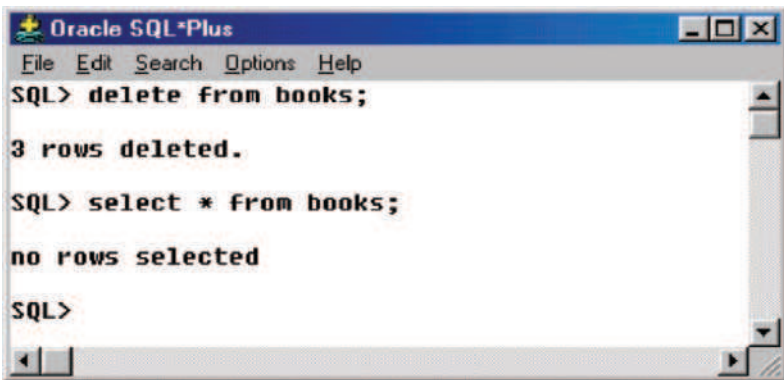 Oracle SQL*Plus
File Edit Search Options Help
SQL> delete from books;
3 rows deleted.
SQL> select * from books;
no rows selected
SQL>